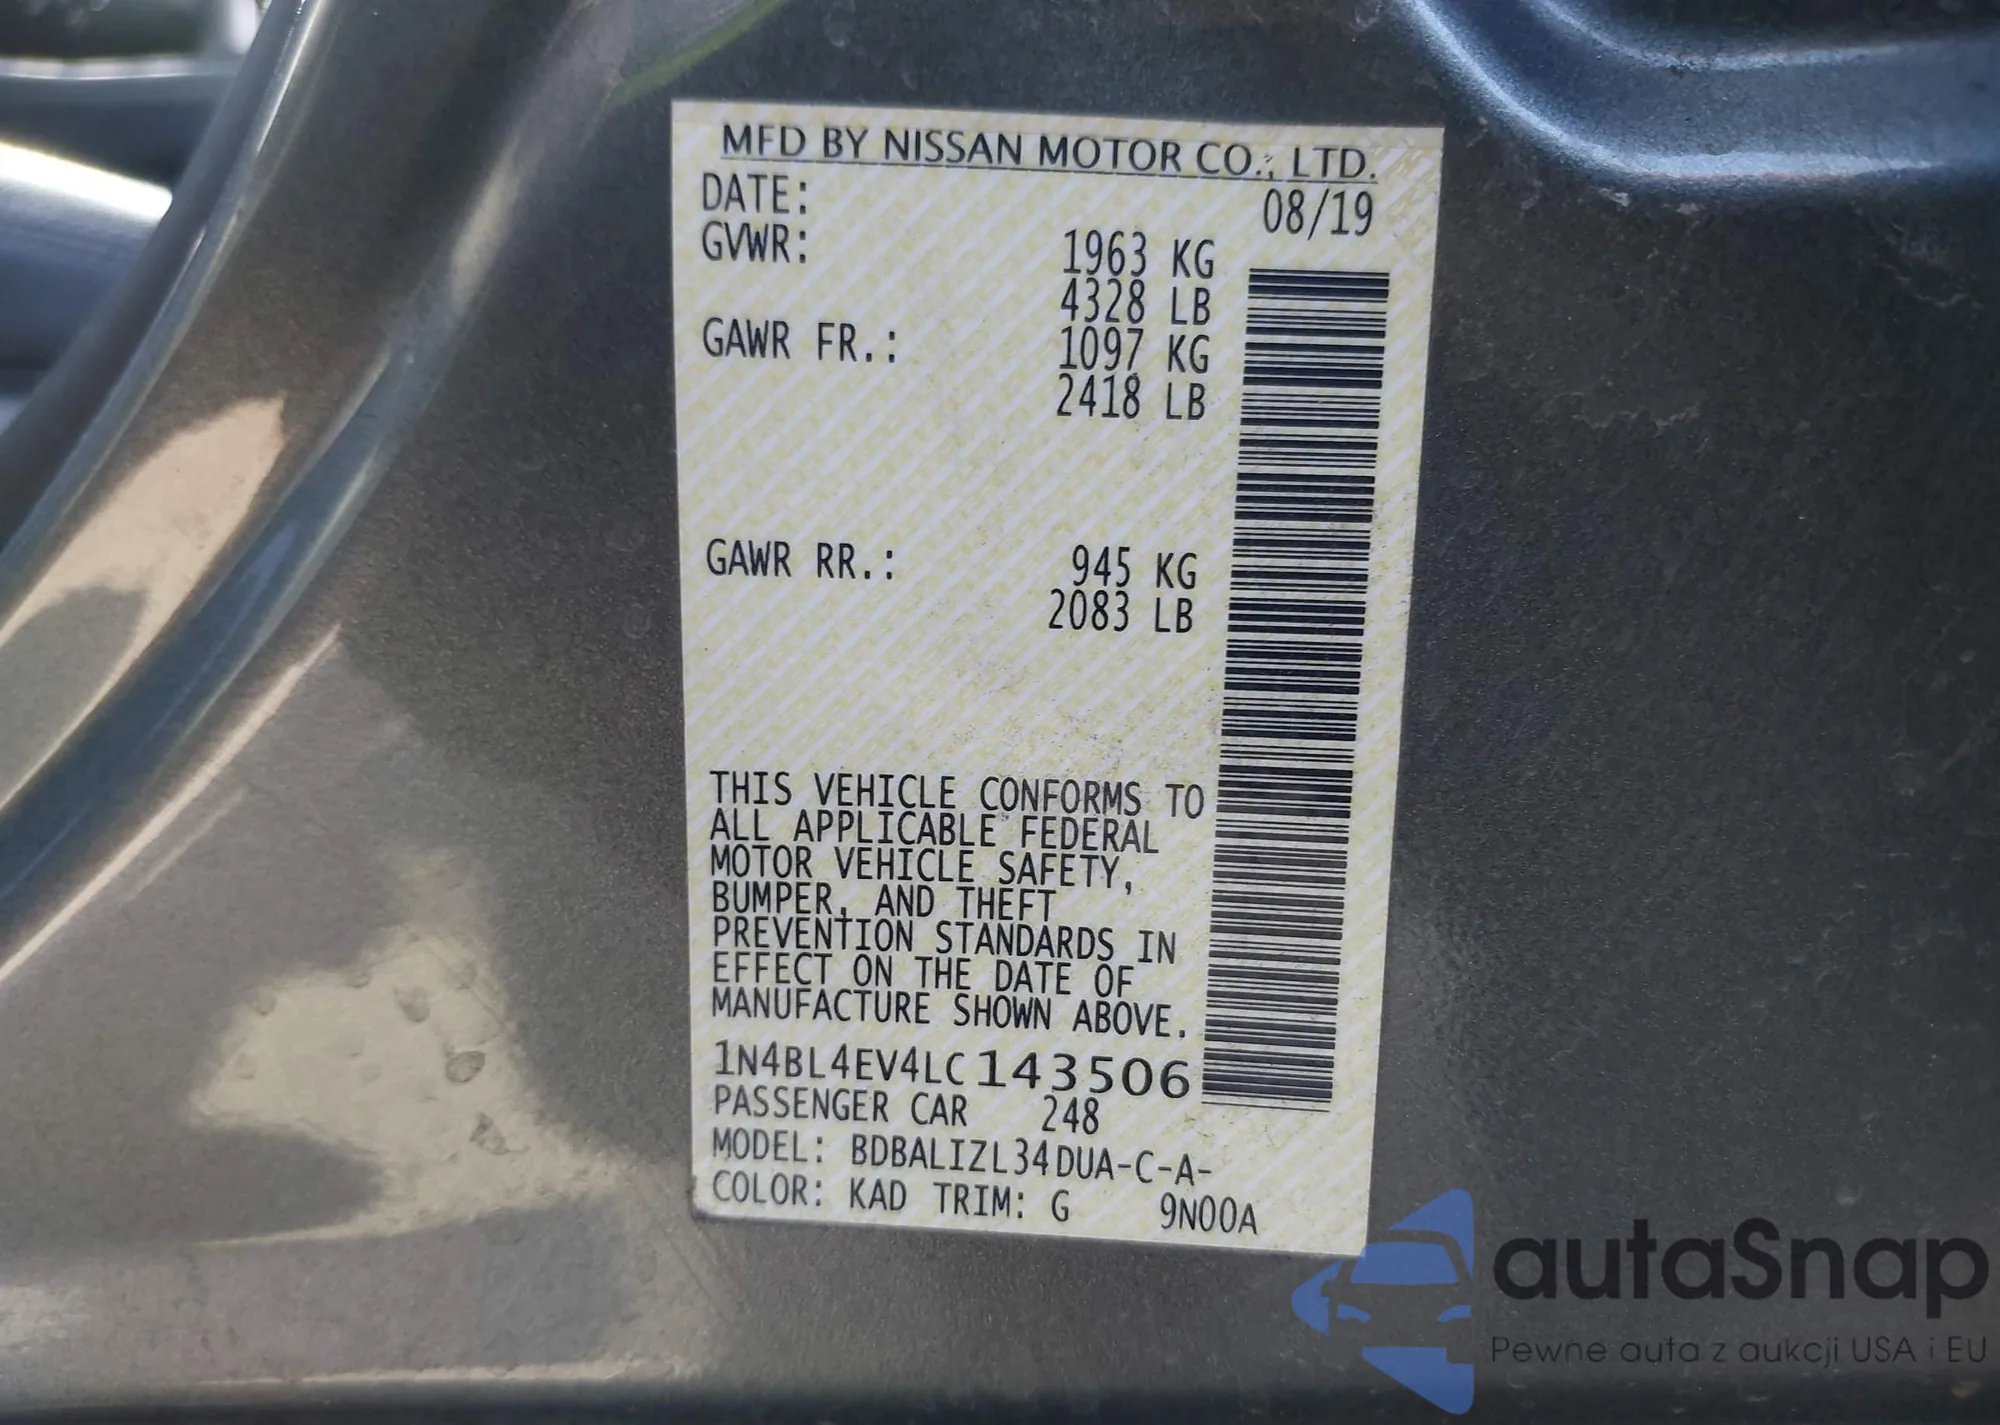 MFD BY NISSAN MOTOR CO., LTD.
DATE: 08/19
GVWR: 1963 KG
4328 LB
GAWR FR.: 1097 KG
2418 LB
GAWR RR.: 945 KG
2083 LB
THIS VEHICLE CONFORMS TO
ALL APPLICABLE FEDERAL
MOTOR VEHICLE SAFETY,
BUMPER, AND THEFT
PREVENTION STANDARDS IN
EFFECT ON THE DATE OF
MANUFACTURE SHOWN ABOVE.
1N4BL4EV4LC143506
PASSENGER CAR 248
MODEL: BDBALIZL34DUA-C-A-
COLOR: KAD TRIM: G 9N00A
autaSnap
Pewne auta z aukcji USA i EU